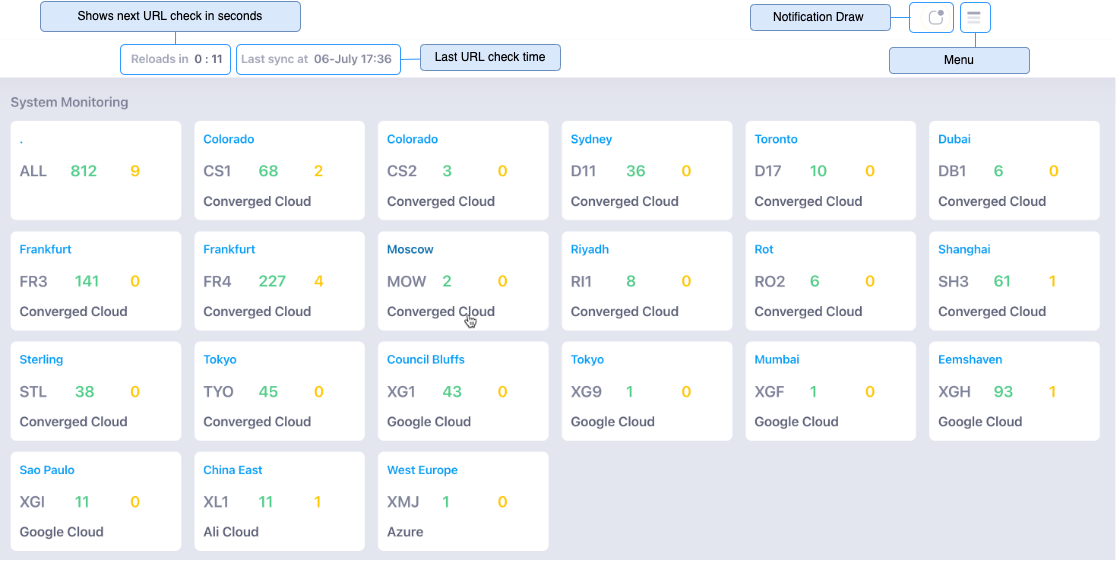 Shows next URL check in seconds
Notification Draw
Reloads in 0 : 11
Last sync at 06-July 17:36
Last URL check time
Menu
System Monitoring
.
ALL 812 9
Colorado
CS1 68 2
Converged Cloud
Colorado
CS2 3 0
Converged Cloud
Sydney
D11 36 0
Converged Cloud
Toronto
D17 10 0
Converged Cloud
Dubai
DB1 6 0
Converged Cloud
Frankfurt
FR3 141 0
Converged Cloud
Frankfurt
FR4 227 4
Converged Cloud
Moscow
MOW 2 0
Converged Cloud
Riyadh
RI1 8 0
Converged Cloud
Rot
RO2 6 0
Converged Cloud
Shanghai
SH3 61 1
Converged Cloud
Sterling
STL 38 0
Converged Cloud
Tokyo
TYO 45 0
Converged Cloud
Council Bluffs
XG1 43 0
Google Cloud
Tokyo
XG9 1 0
Google Cloud
Mumbai
XGF 1 0
Google Cloud
Eemshaven
XGH 93 1
Google Cloud
Sao Paulo
XGI 11 0
Google Cloud
China East
XL1 11 1
Ali Cloud
West Europe
XMJ 1 0
Azure